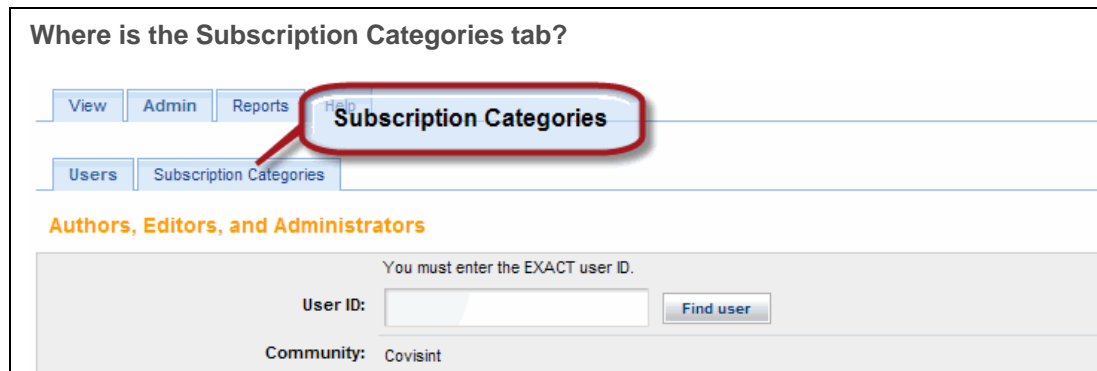 Where is the Subscription Categories tab?
View Admin Reports Help
Subscription Categories
Users Subscription Categories
Authors, Editors, and Administrators
You must enter the EXACT user ID.
User ID: Find user
Community: Covisint